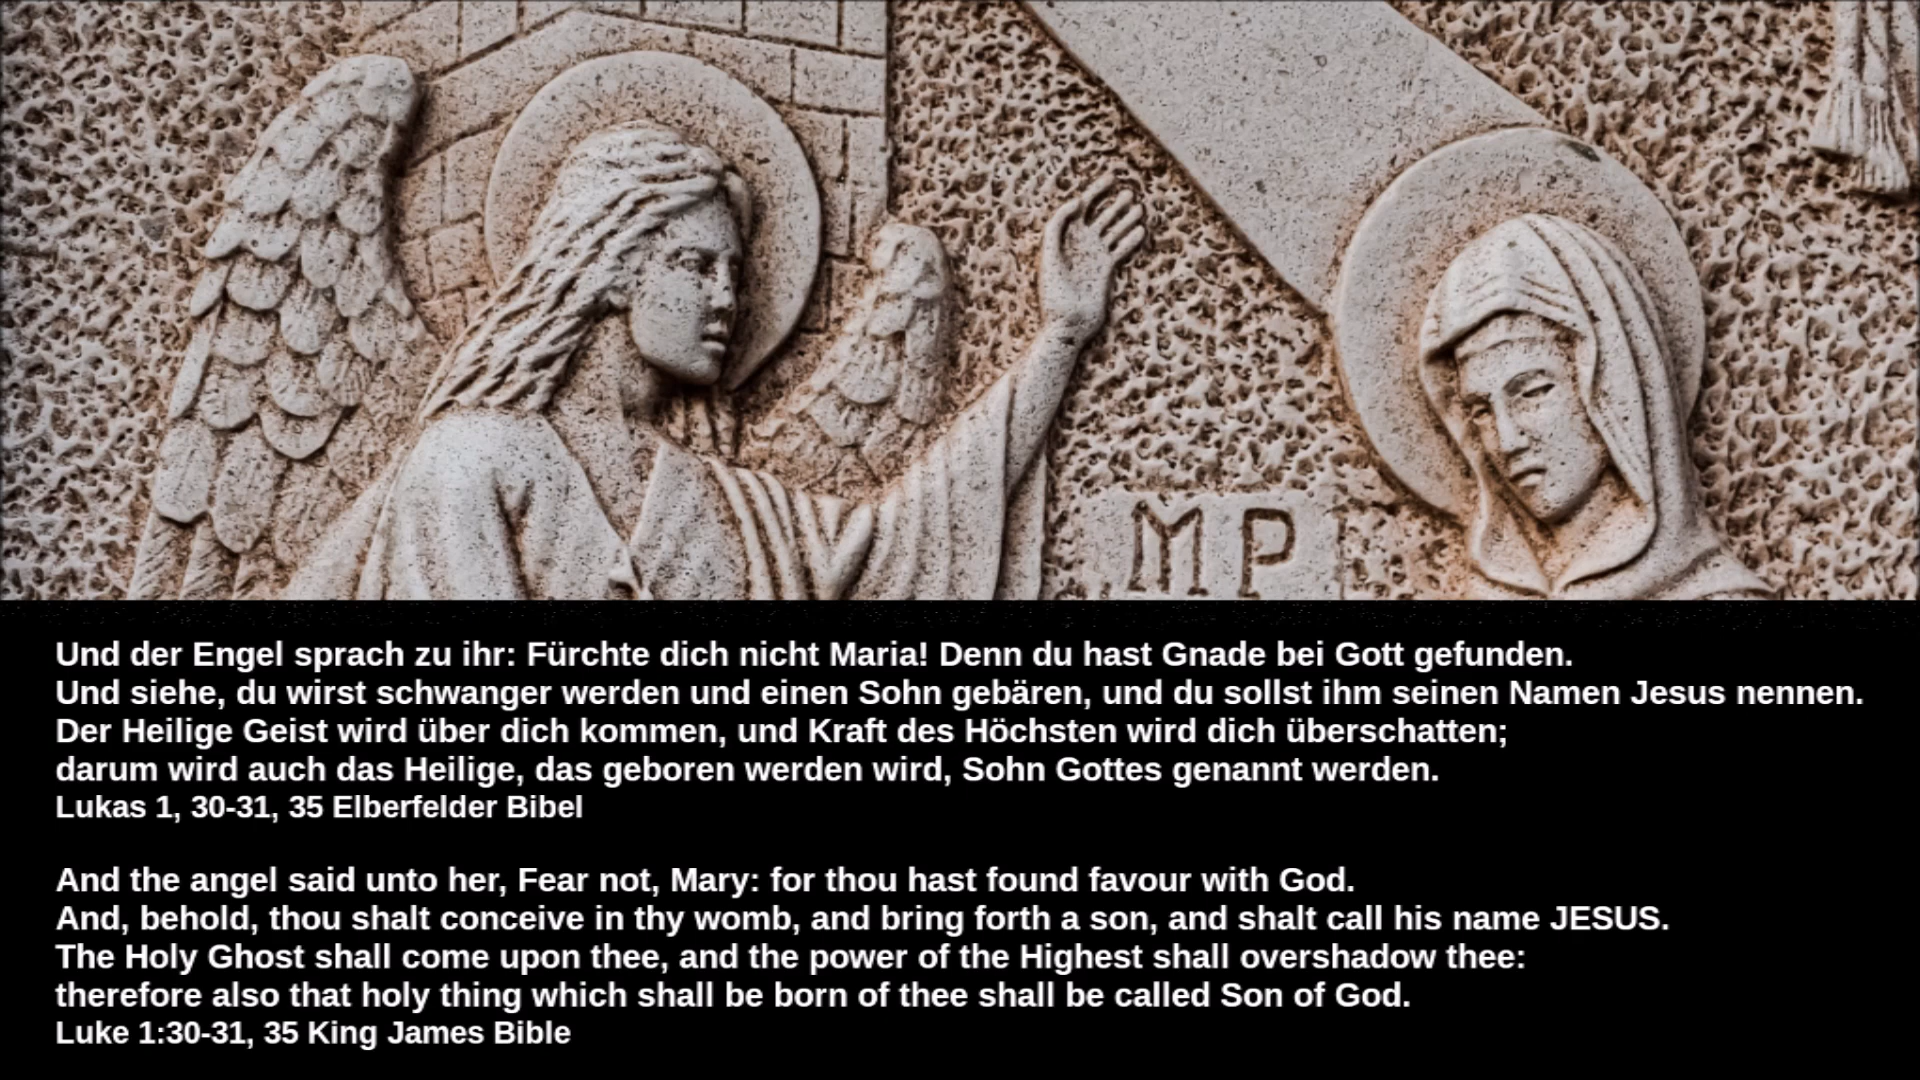 MP
Und der Engel sprach zu ihr: Fürchte dich nicht Maria! Denn du hast Gnade bei Gott gefunden.
Und siehe, du wirst schwanger werden und einen Sohn gebären, und du sollst ihm seinen Namen Jesus nennen.
Der Heilige Geist wird über dich kommen, und Kraft des Höchsten wird dich überschatten;
darum wird auch das Heilige, das geboren werden wird, Sohn Gottes genannt werden.
Lukas 1, 30-31, 35 Elberfelder Bibel
And the angel said unto her, Fear not, Mary: for thou hast found favour with God.
And, behold, thou shalt conceive in thy womb, and bring forth a son, and shalt call his name JESUS.
The Holy Ghost shall come upon thee, and the power of the Highest shall overshadow thee:
therefore also that holy thing which shall be born of thee shall be called Son of God.
Luke 1:30-31, 35 King James Bible